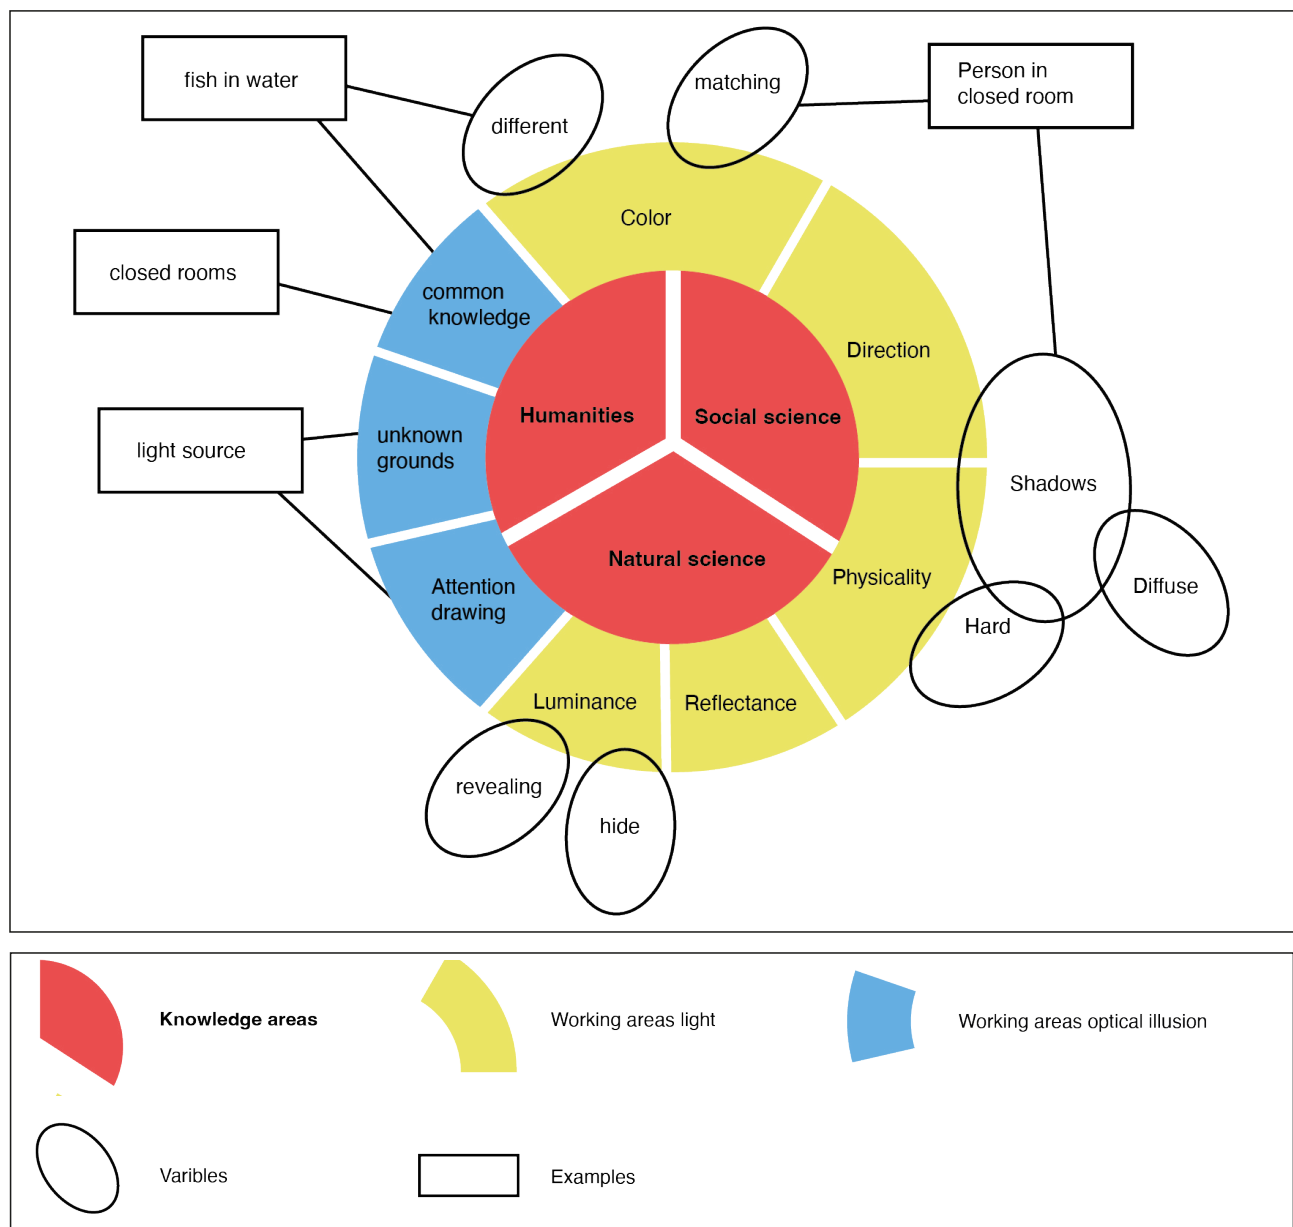 fish in water
different
matching
Person in
closed room
Color
closed rooms
common
knowledge
Direction
Humanities
Social science
light source
unknown
grounds
Shadows
Natural science
Physicality
Attention
drawing
Diffuse
Hard
Luminance
Reflectance
revealing
hide
Knowledge areas
Working areas light
Working areas optical illusion
Varibles
Examples